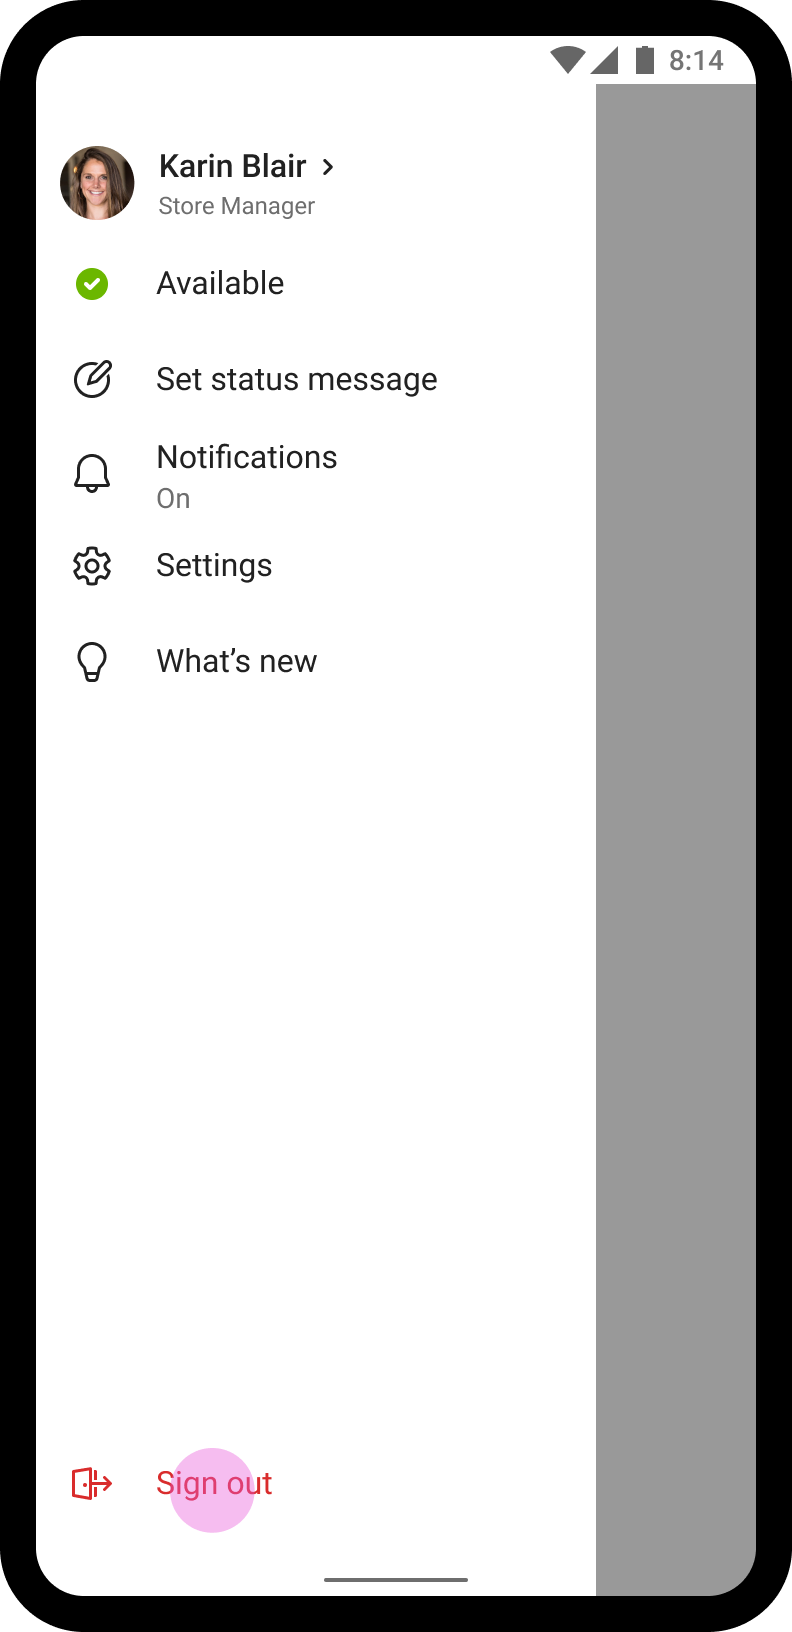 8:14
Karin Blair
Store Manager
Available
Set status message
Notifications
On
Settings
What’s new
Sign out